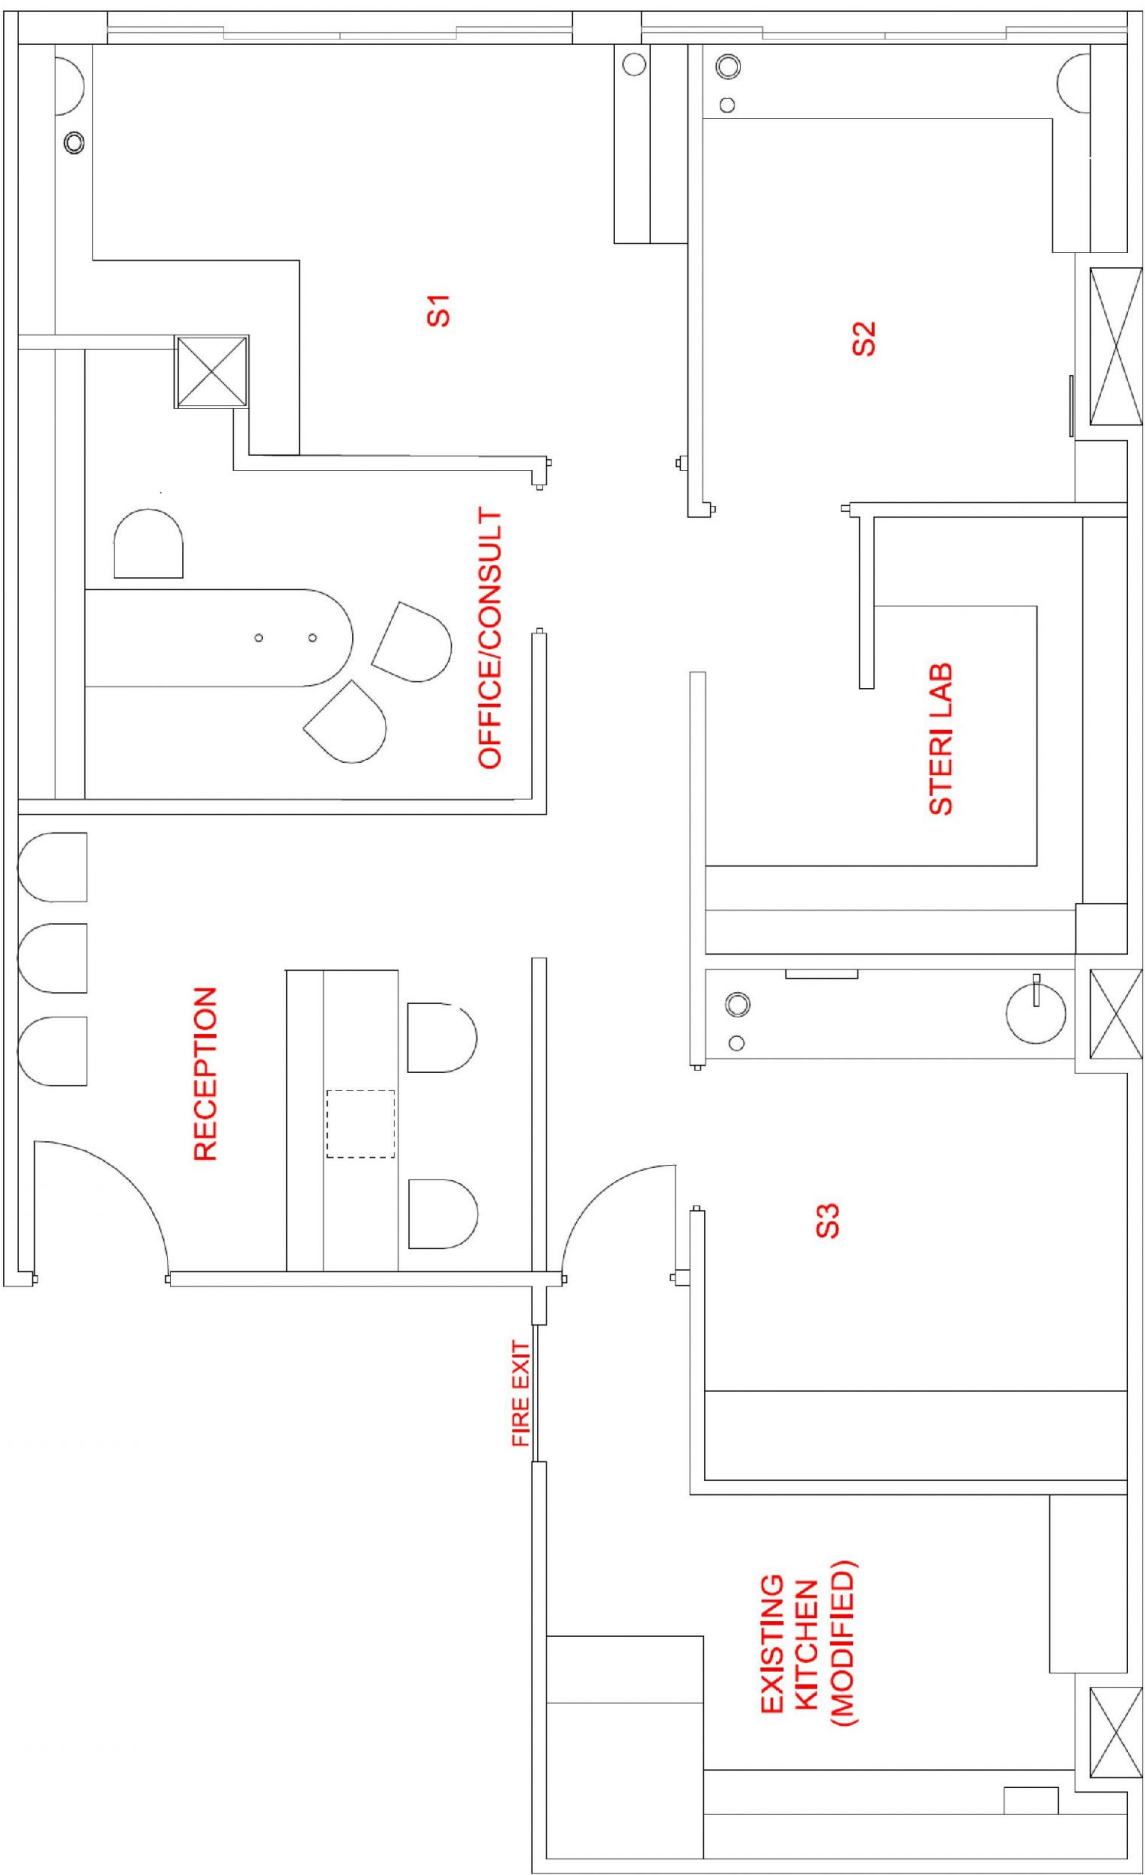 S1
S2
OFFICE/CONSULT
STERI LAB
RECEPTION
S3
FIRE EXIT
EXISTING
KITCHEN
(MODIFIED)